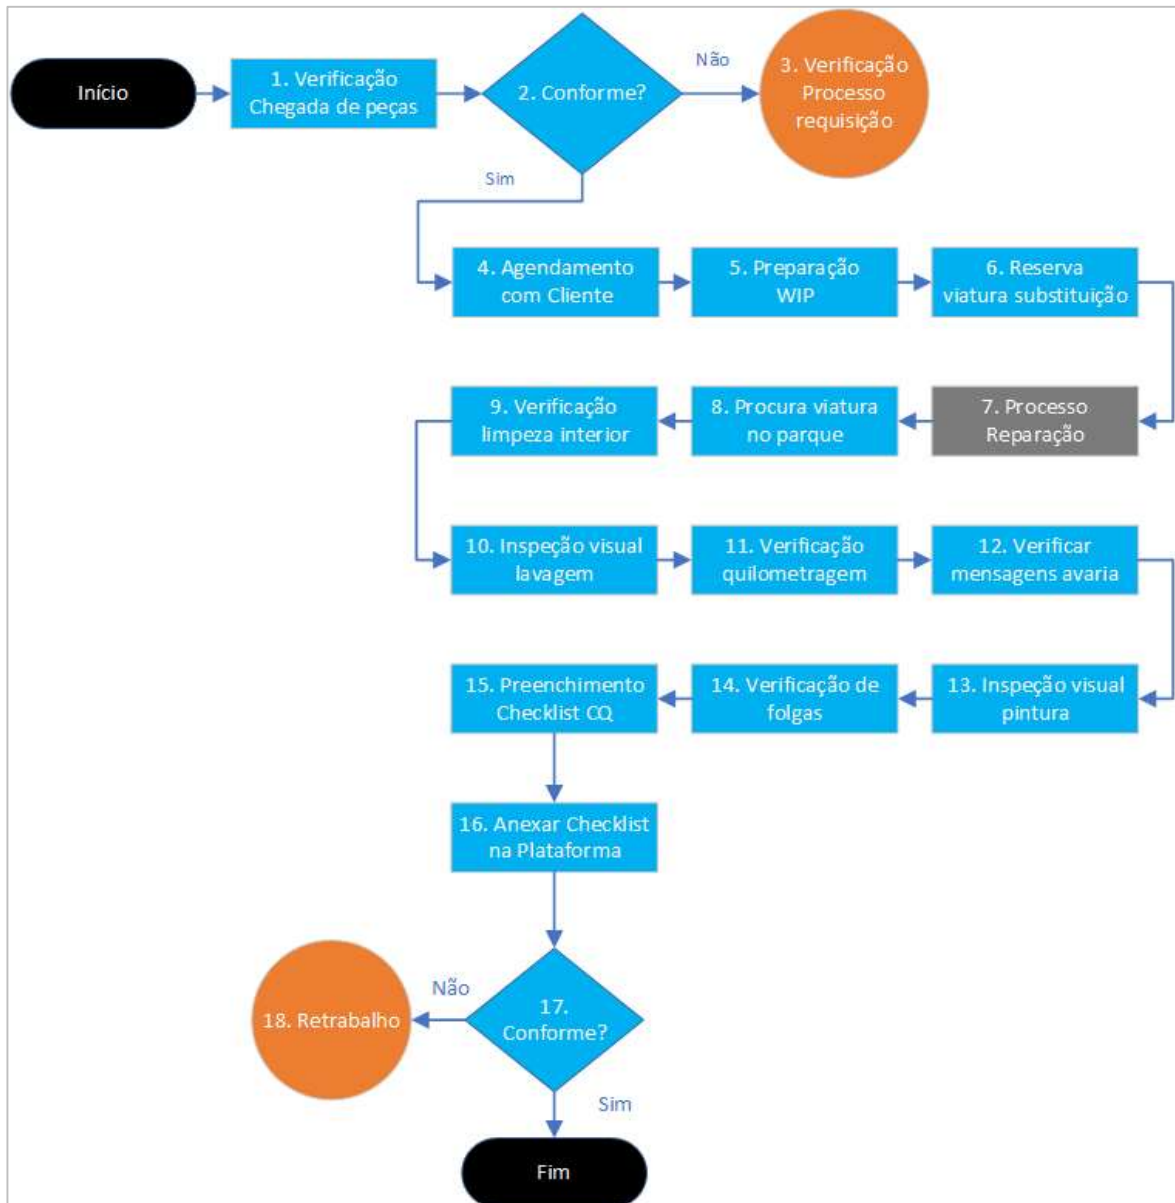 Início
1. Verificação
Chegada de peças
2. Conforme?
Não
3. Verificação
Processo
requisição
Sim
4. Agendamento
com Cliente
5. Preparação
WIP
6. Reserva
viatura substituição
7. Processo
Reparação
8. Procura viatura
no parque
9. Verificação
limpeza interior
10. Inspeção visual
lavagem
11. Verificação
quilometragem
12. Verificar
mensagens avaria
13. Inspeção visual
pintura
14. Verificação de
folgas
15. Preenchimento
Checklist CQ
16. Anexar Checklist
na Plataforma
17.
Conforme?
Não
18. Retrabalho
Sim
Fim